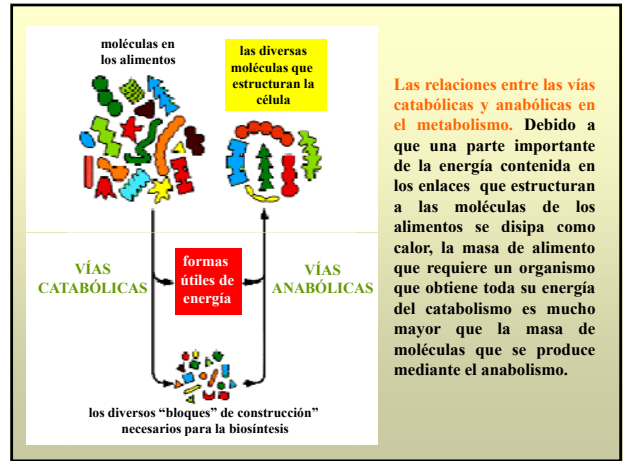 moléculas en
los alimentos
las diversas
moléculas que
estructuran la
célula
VÍAS
CATABÓLICAS
formas
útiles de
energía
VÍAS
ANABÓLICAS
los diversos “bloques” de construcción”
necesarios para la biosíntesis
Las relaciones entre las vías
catabólicas y anabólicas en
el metabolismo. Debido a
que una parte importante
de la energía contenida en
los enlaces que estructuran
a las moléculas de los
alimentos se disipa como
calor, la masa de alimento
que requiere un organismo
que obtiene toda su energía
del catabolismo es mucho
mayor que la masa de
moléculas que se produce
mediante el anabolismo.